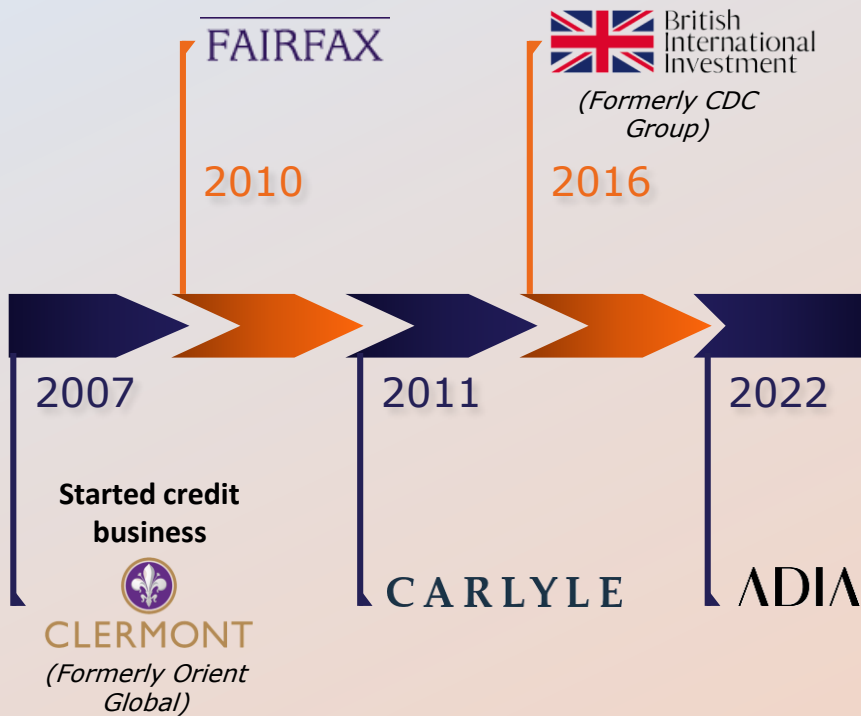 FAIRFAX
British
International
Investment
(Formerly CDC
Group)
2010
2016
2007
2011
2022
Started credit
business
CLERMONT
(Formerly Orient
Global)
CARLYLE
ADIA